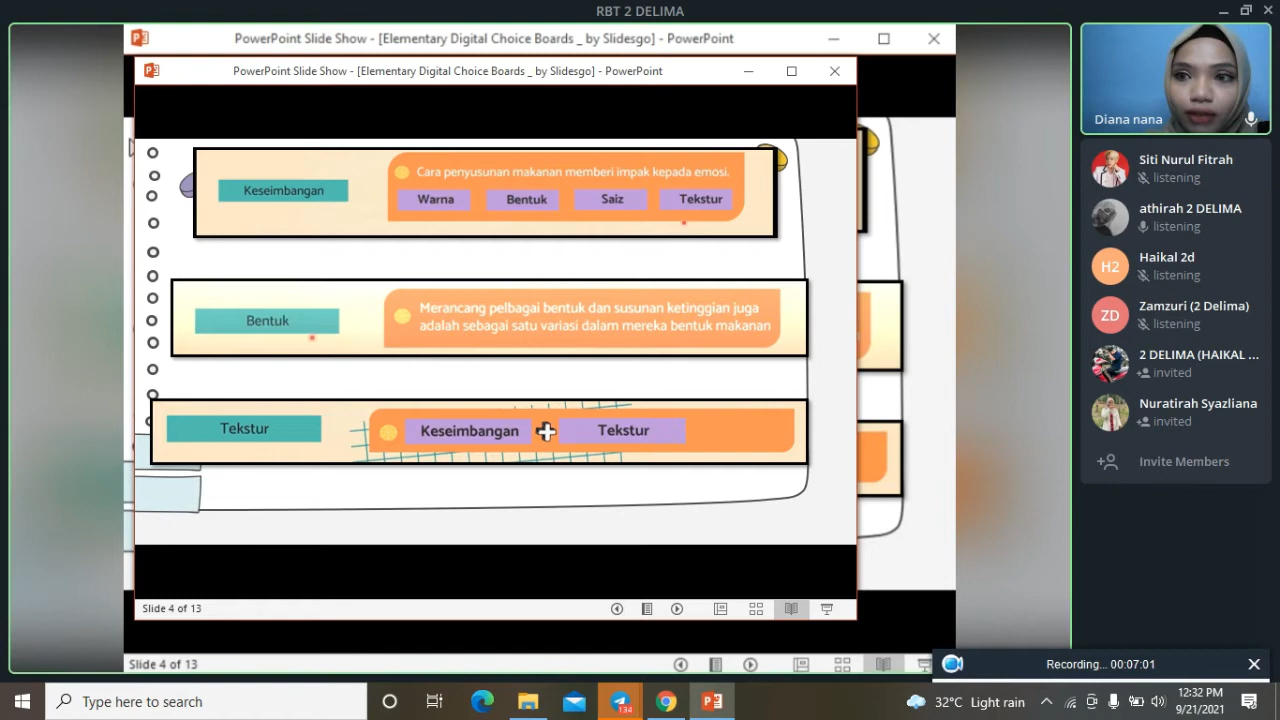 RBT 2 DELIMA
PowerPoint Slide Show - [Elementary Digital Choice Boards _ by Slidesgo] - PowerPoint
PowerPoint Slide Show - [Elementary Digital Choice Boards _ by Slidesgo] - PowerPoint
Keseimbangan
Cara penyusunan makanan memberi impak kepada emosi.
Warna Bentuk Saiz Tekstur
Bentuk
Merancang pelbagai bentuk dan susunan ketinggian juga
adalah sebagai satu variasi dalam mereka bentuk makanan
Tekstur
Keseimbangan + Tekstur
Slide 4 of 13
Slide 4 of 13
Diana nana
Siti Nurul Fitrah
listening
athirah 2 DELIMA
listening
H2
Haikal 2d
listening
ZD
Zamzuri (2 Delima)
listening
2 DELIMA (HAIKAL ...
invited
Nuratirah Syazliana
invited
Invite Members
Recording... 00:07:01
Type here to search
134
32°C Light rain
12:32 PM
9/21/2021